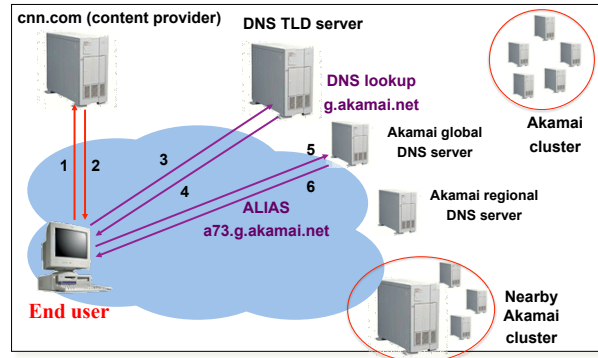 cnn.com (content provider)
DNS TLD server
DNS lookup
g.akamai.net
Akamai
cluster
1
2
3
4
5
6
Akamai global
DNS server
ALIAS
a73.g.akamai.net
Akamai regional
DNS server
End user
Nearby
Akamai
cluster